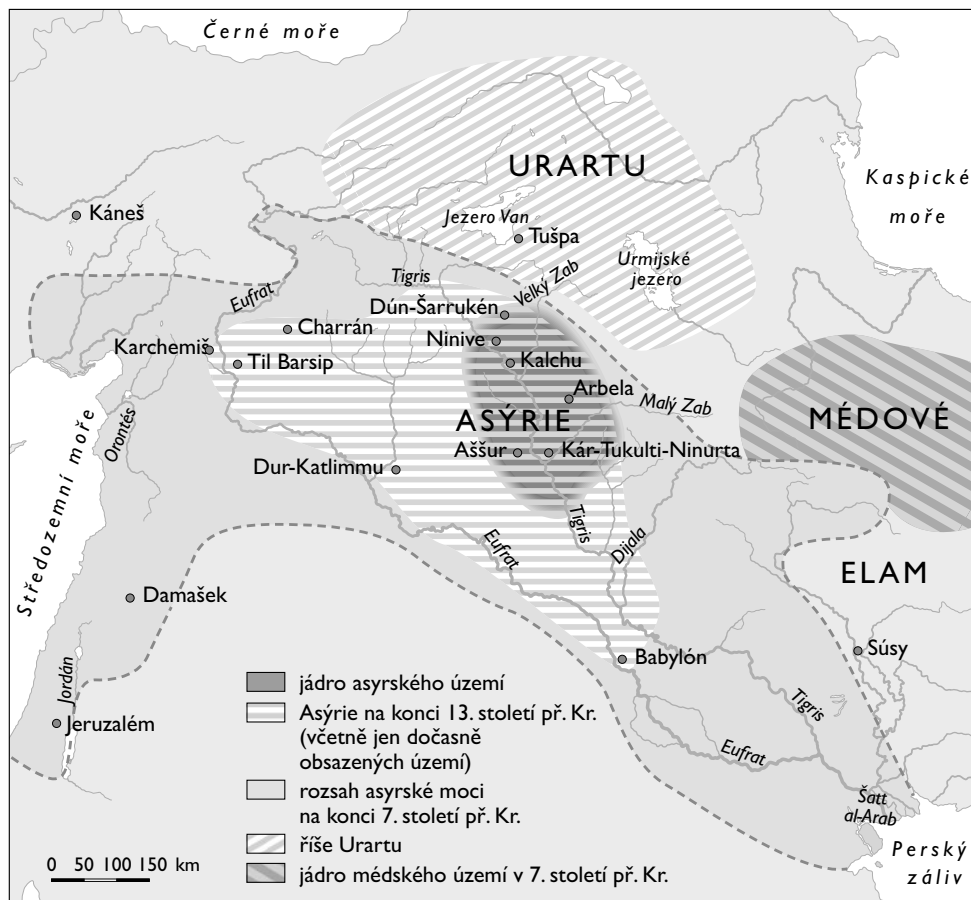 Černé moře
URARTU
Kaspické
moře
Káneš
Jezero Van
Tušpa
Urmijské
jezero
Tigris
Velký Zab
Eufrat
Dún-Šarrukén
Charrán
Ninive
Karchemiš
Til Barsip
Kalchu
Arbela
Malý Zab
MÉDOVÉ
ASÝRIE
Orontés
Aššur
Kár-Tukulti-Ninurta
Dur-Katlimmu
Středozemní moře
Tigris
Eufrat
Dijala
ELAM
Damašek
Súsy
Babylón
Jordán
Jeruzalém
Tigris
Eufrat
Šatt
al-Arab
Perský
záliv
jádro asyrského území
Asýrie na konci 13. století př. Kr.
(včetně jen dočasně
obsazených území)
rozsah asyrské moci
na konci 7. století př. Kr.
říše Urartu
jádro médského území v 7. století př. Kr.
0 50 100 150 km